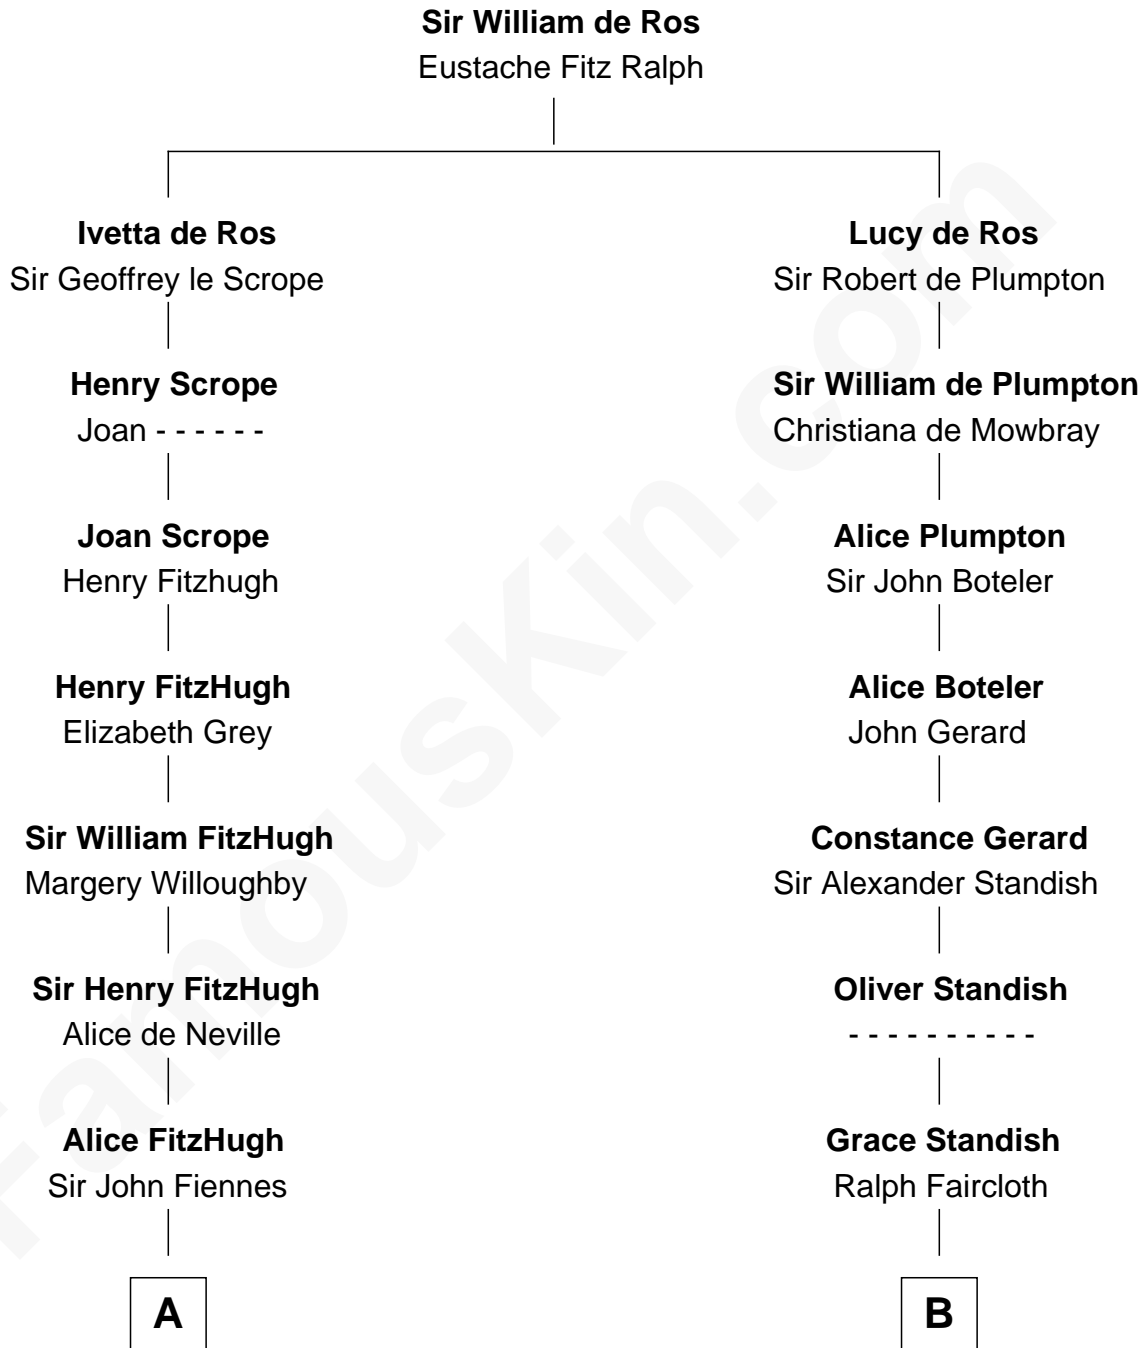 Sir William de Ros
Eustache Fitz Ralph
Ivetta de Ros
Sir Geoffrey le Scrope
Lucy de Ros
Sir Robert de Plumpton
Henry Scrope
Joan - - - - - -
Sir William de Plumpton
Christiana de Mowbray
Joan Scrope
Henry Fitzhugh
Alice Plumpton
Sir John Boteler
Henry FitzHugh
Elizabeth Grey
Alice Boteler
John Gerard
Sir William FitzHugh
Margery Willoughby
Constance Gerard
Sir Alexander Standish
Sir Henry FitzHugh
Alice de Neville
Oliver Standish
- - - - - - - - - -
Alice FitzHugh
Sir John Fiennes
Grace Standish
Ralph Faircloth
A
B
FamousKin.com